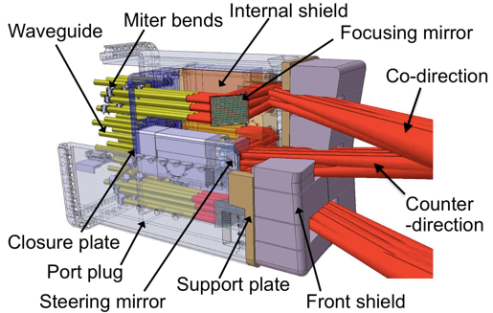 Internal shield
Miter bends
Waveguide
Focusing mirror
Co-direction
Counter
-direction
Closure plate
Port plug
Steering mirror
Support plate
Front shield